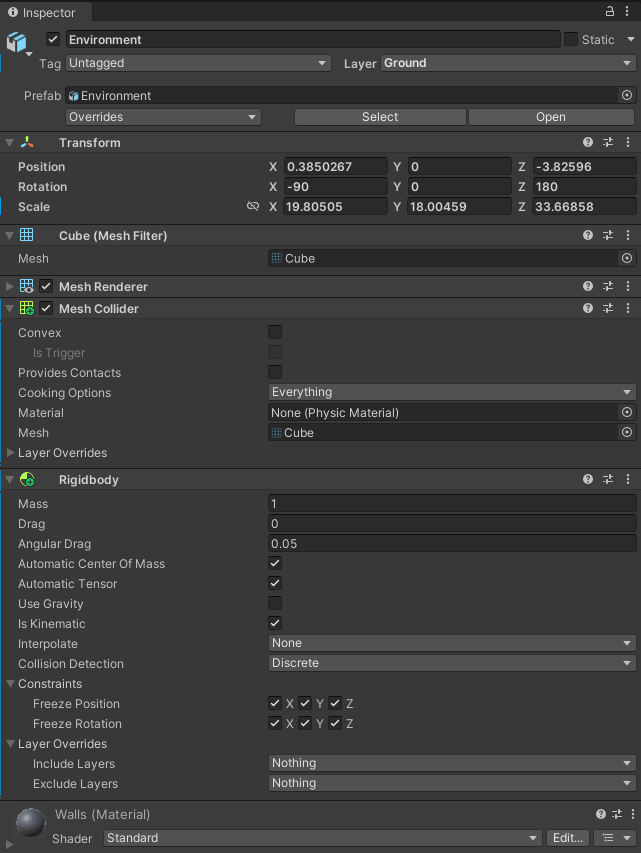 Inspector
Environment Static
Tag Untagged Layer Ground
Prefab Environment
Overrides Select Open
Transform
Position X 0.3850267 Y 0 Z -3.82596
Rotation X -90 Y 0 Z 180
Scale X 19.80505 Y 18.00459 Z 33.66858
Cube (Mesh Filter)
Mesh Cube
Mesh Renderer
Mesh Collider
Convex
Is Trigger
Provides Contacts
Cooking Options Everything
Material None (Physic Material)
Mesh Cube
Layer Overrides
Rigidbody
Mass 1
Drag 0
Angular Drag 0.05
Automatic Center Of Mass
Automatic Tensor
Use Gravity
Is Kinematic
Interpolate None
Collision Detection Discrete
Constraints
Freeze Position X Y Z
Freeze Rotation X Y Z
Layer Overrides
Include Layers Nothing
Exclude Layers Nothing
Walls (Material)
Shader Standard Edit...